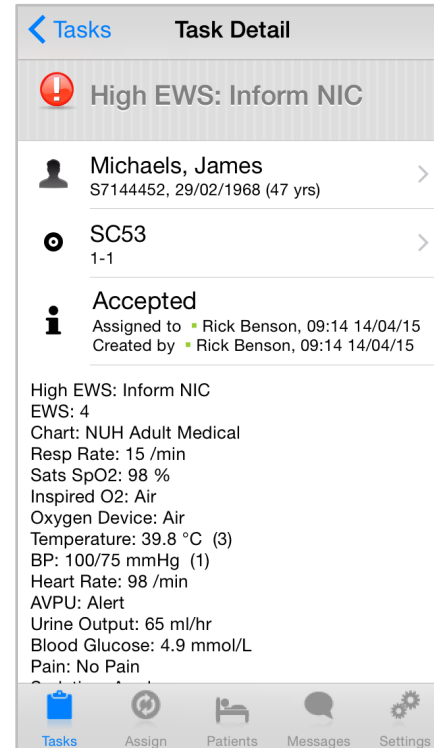 Tasks
Task Detail
High EWS: Inform NIC
Michaels, James
S7144452, 29/02/1968 (47 yrs)
SC53
1-1
Accepted
Assigned to Rick Benson, 09:14 14/04/15
Created by Rick Benson, 09:14 14/04/15
High EWS: Inform NIC
EWS: 4
Chart: NUH Adult Medical
Resp Rate: 15 /min
Sats SpO2: 98 %
Inspired O2: Air
Oxygen Device: Air
Temperature: 39.8 °C (3)
BP: 100/75 mmHg (1)
Heart Rate: 98 /min
AVPU: Alert
Urine Output: 65 ml/hr
Blood Glucose: 4.9 mmol/L
Pain: No Pain
Tasks
Assign
Patients
Messages
Settings